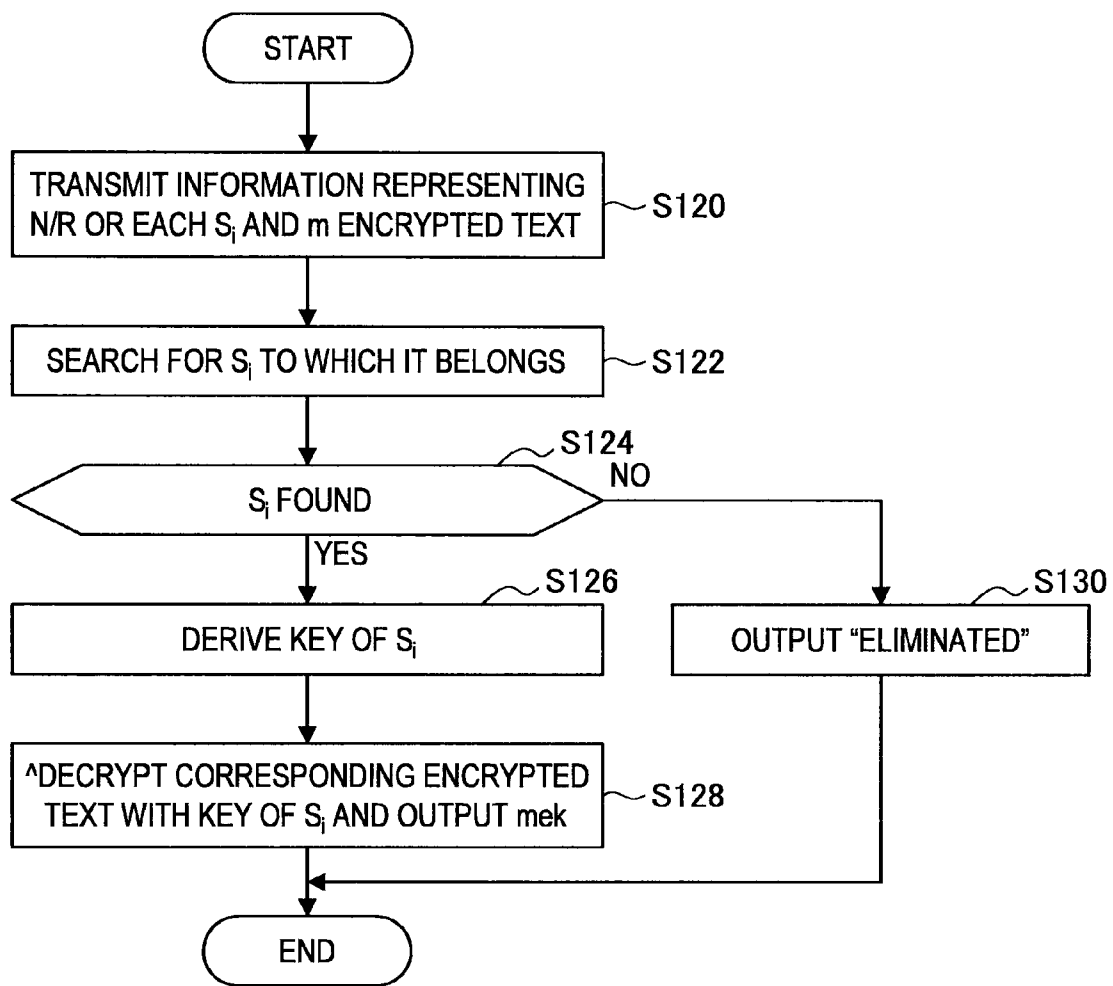 START
TRANSMIT INFORMATION REPRESENTING
N/R OR EACH Si AND m ENCRYPTED TEXT
S120
SEARCH FOR Si TO WHICH IT BELONGS
S122
S124
Si FOUND
NO
YES
S126
DERIVE KEY OF Si
S130
OUTPUT “ELIMINATED”
^DECRYPT CORRESPONDING ENCRYPTED
TEXT WITH KEY OF Si AND OUTPUT mek
S128
END